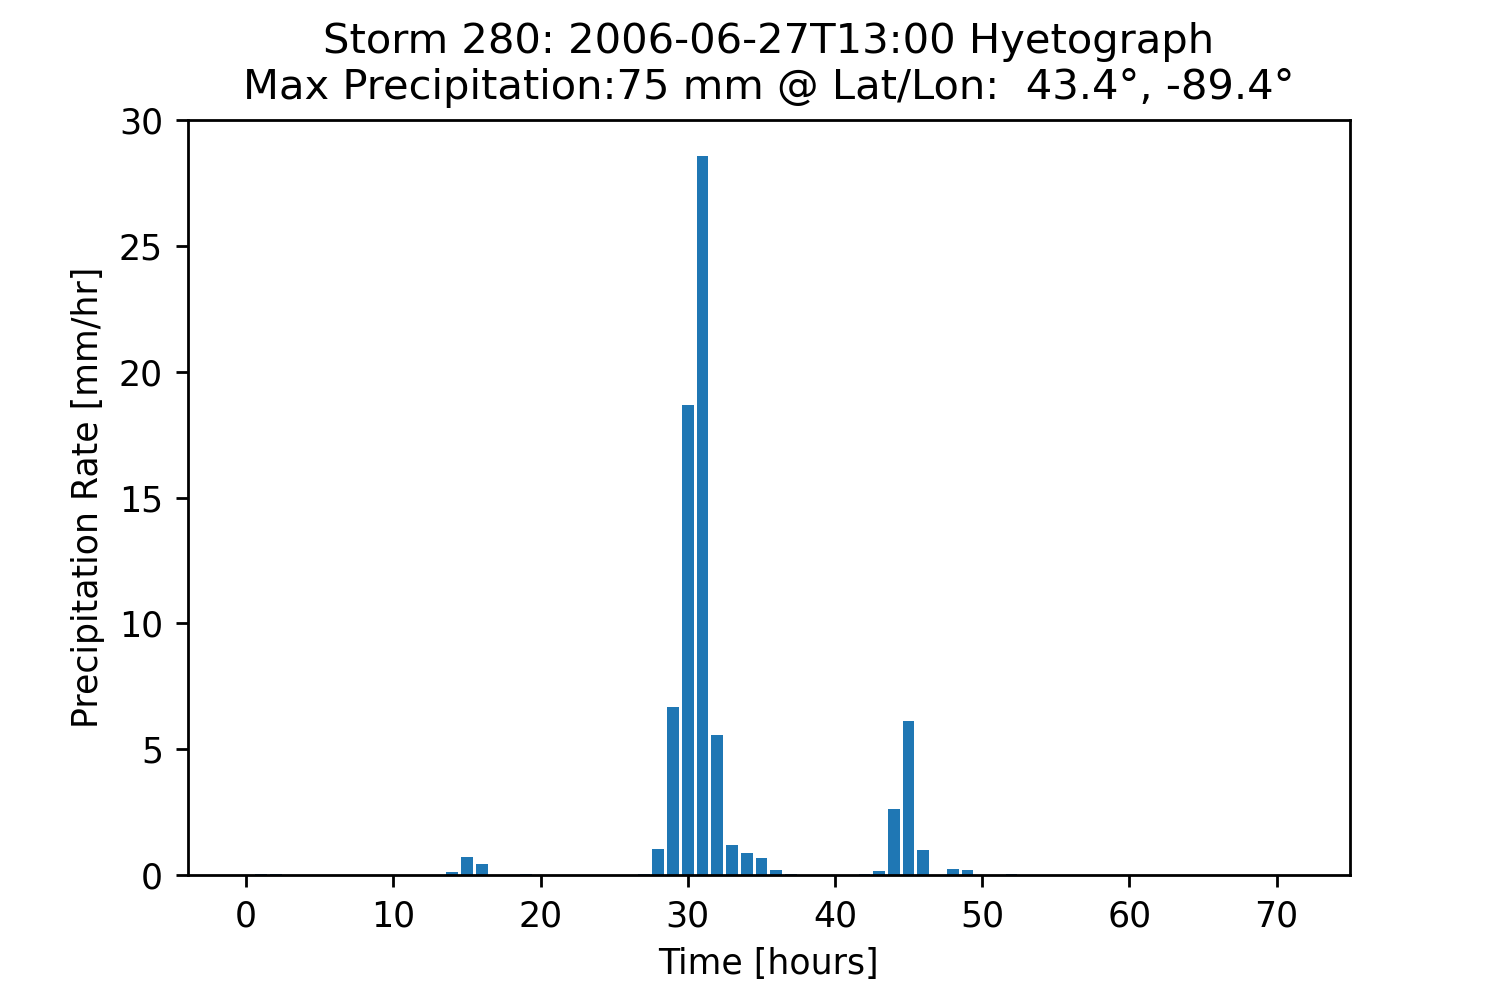 Storm 280: 2006-06-27T13:00 Hyetograph
Max Precipitation:75 mm @ Lat/Lon:  43.4°, -89.4°
30
25
20
15
10
5
0
Precipitation Rate [mm/hr]
0 10 20 30 40 50 60 70
Time [hours]